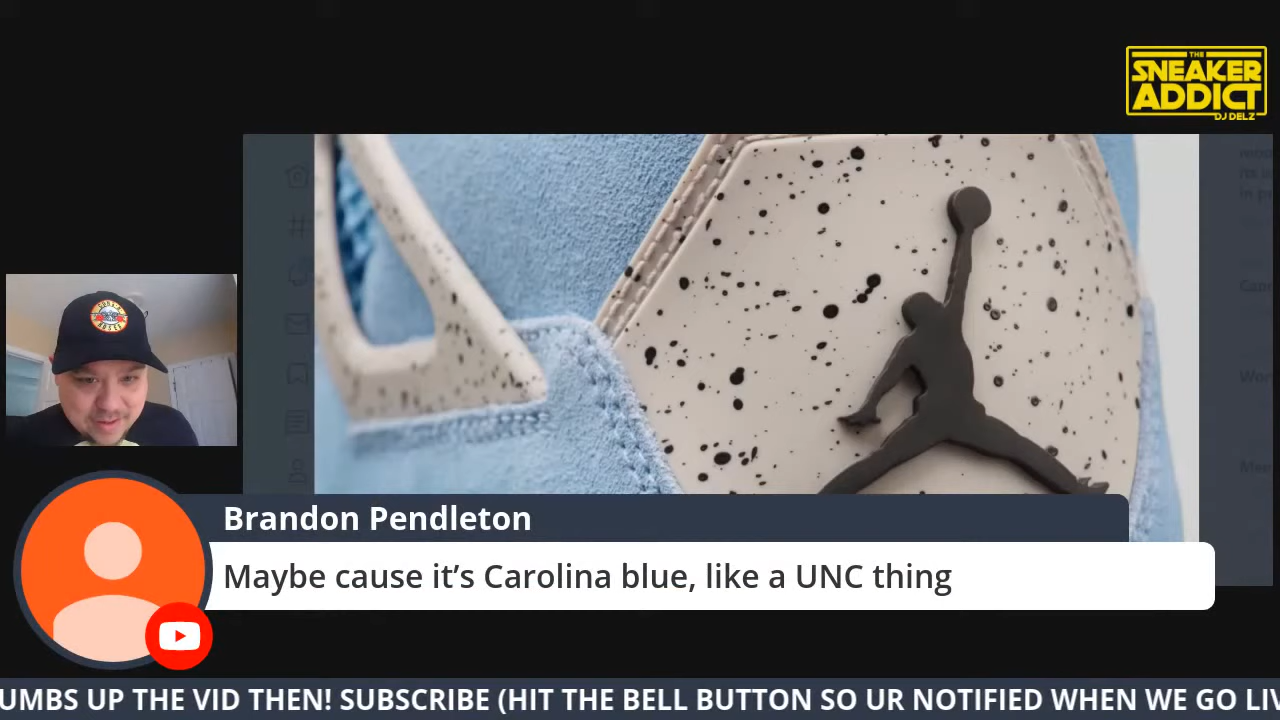 THE
SNEAKER
ADDICT
DJ DELZ
Brandon Pendleton
Maybe cause it’s Carolina blue, like a UNC thing
UMBS UP THE VID THEN! SUBSCRIBE (HIT THE BELL BUTTON SO UR NOTIFIED WHEN WE GO LIV